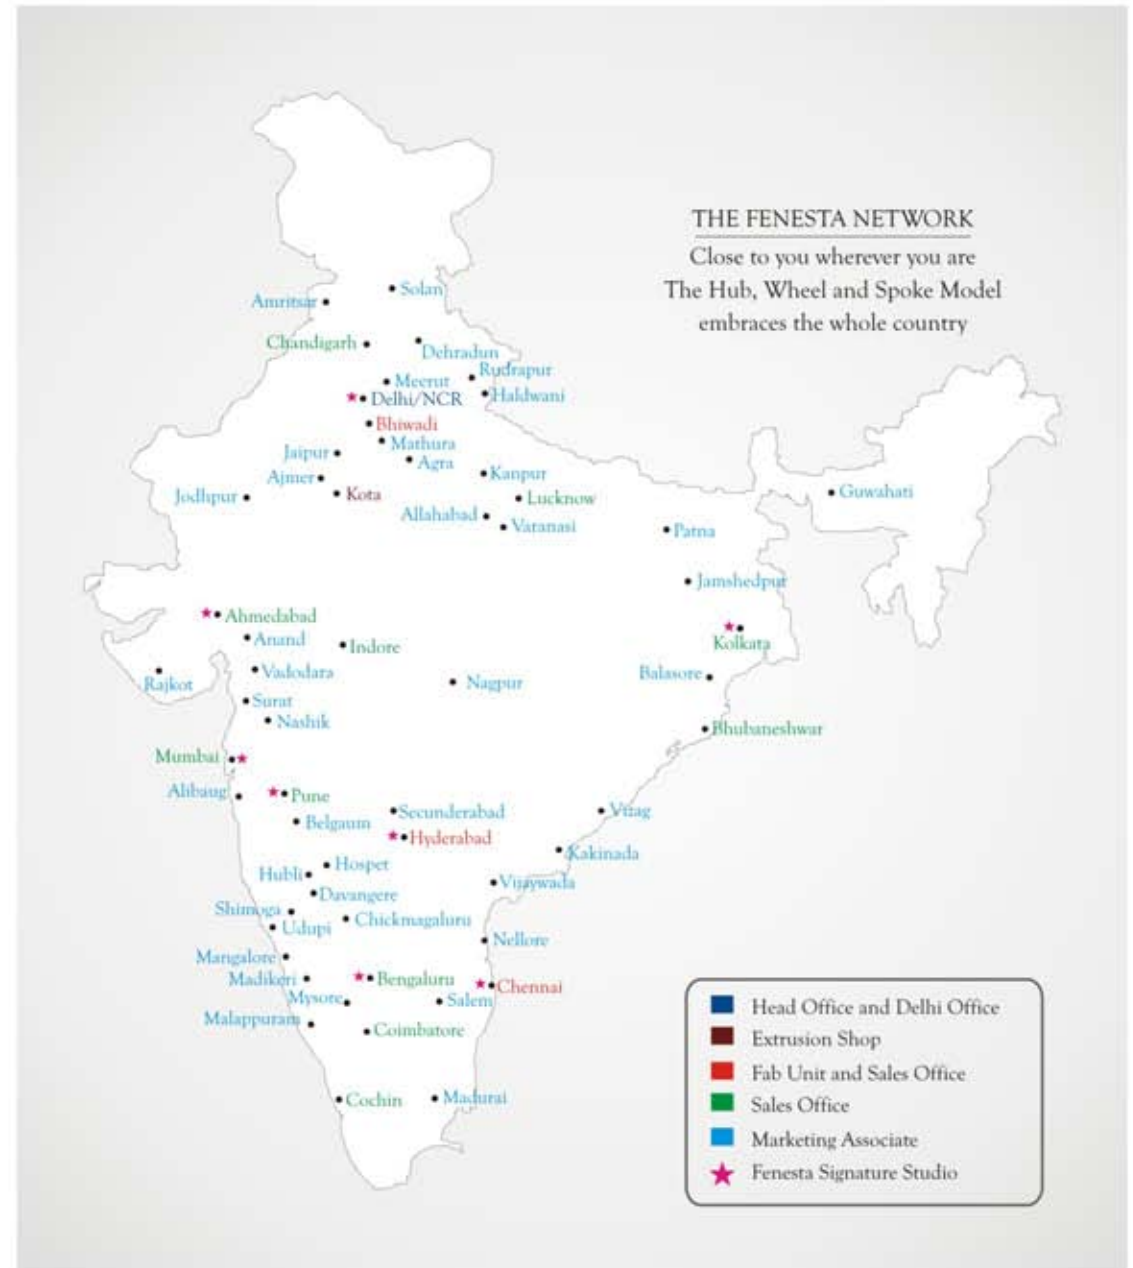 THE FENESTA NETWORK
Close to you wherever you are
The Hub, Wheel and Spoke Model
embraces the whole country
Solan
Amritsar
Chandigarh
Dehradun
Rudrapur
Meerut
Delhi/NCR
Haldwani
Bhiwadi
Mathura
Jaipur
Agra
Ajmer
Kanpur
Jodhpur
Kota
Lucknow
Guwahati
Allahabad
Varanasi
Patna
Jamshedpur
Ahmedabad
Anand
Indore
Kolkata
Vadodara
Rajkot
Nagpur
Balasore
Surat
Nashik
Bhubaneshwar
Mumbai
Alibaug
Pune
Secunderabad
Vizag
Belgaum
Hyderabad
Kakinada
Hospet
Hubli
Vijaywada
Davangere
Shimoga
Chickmagaluru
Udupi
Nellore
Mangalore
Madikeri
Bengaluru
Chennai
Mysore
Salem
Malappuram
Coimbatore
Cochin
Madurai
Head Office and Delhi Office
Extrusion Shop
Fab Unit and Sales Office
Sales Office
Marketing Associate
Fenesta Signature Studio